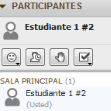 PARTICIPANTES
Estudiante 1 #2
SALA PRINCIPAL (1)
Estudiante 1 #2
(Usted)